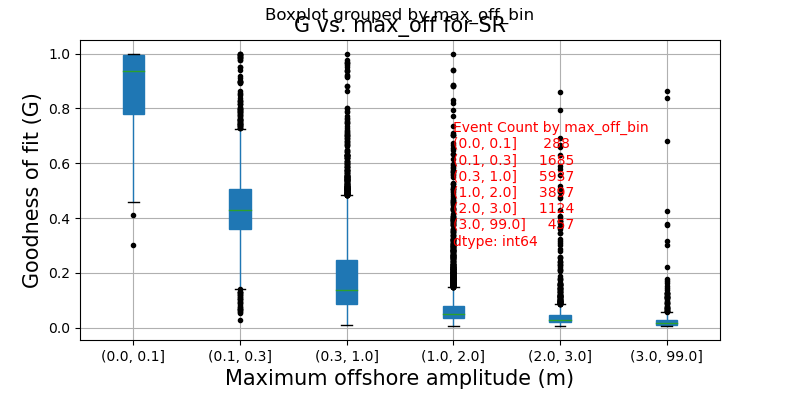 Boxplot grouped by max_off_bin
G vs. max_off for SR
Goodness of fit (G)
1.0
0.8
0.6
0.4
0.2
0.0
Event Count by max_off_bin
(0.0, 0.1] 288
(0.1, 0.3] 1685
(0.3, 1.0]
(1.0, 2.0]
(2.0, 3.0] 1124
(3.0, 99.0]
dtype: int64
(0.0, 0.1] (0.1, 0.3] (0.3, 1.0] (1.0, 2.0] (2.0, 3.0] (3.0, 99.0]
Maximum offshore amplitude (m)